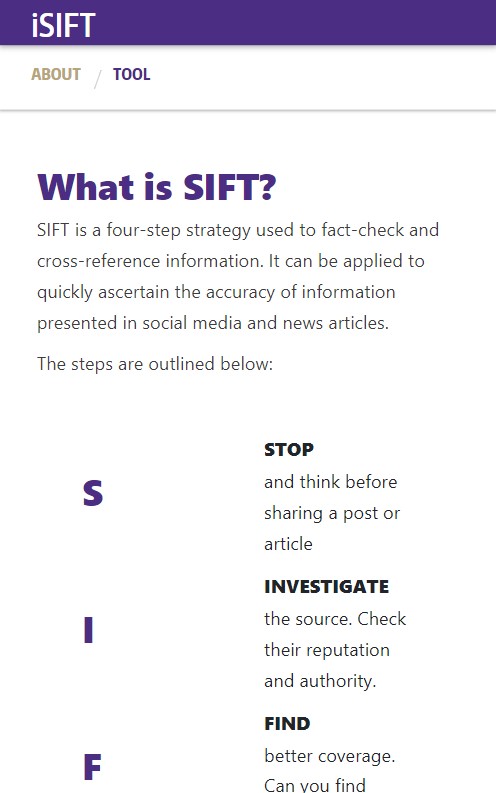 iSIFT
ABOUT / TOOL
What is SIFT?
SIFT is a four-step strategy used to fact-check and
cross-reference information. It can be applied to
quickly ascertain the accuracy of information
presented in social media and news articles.
The steps are outlined below:
S
STOP
and think before
sharing a post or
article
I
INVESTIGATE
the source. Check
their reputation
and authority.
F
FIND
better coverage.
Can you find